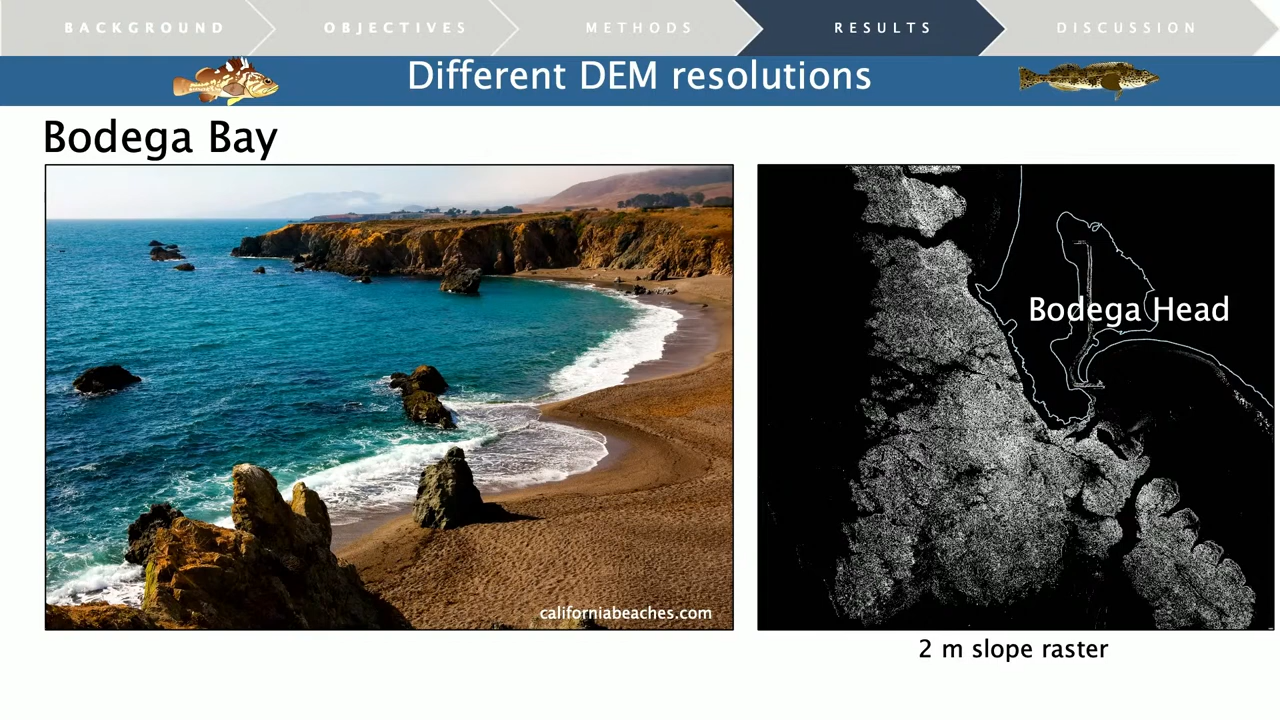 BACKGROUND
OBJECTIVES
METHODS
RESULTS
DISCUSSION
Different DEM resolutions
Bodega Bay
Bodega Head
californiabeaches.com
2 m slope raster